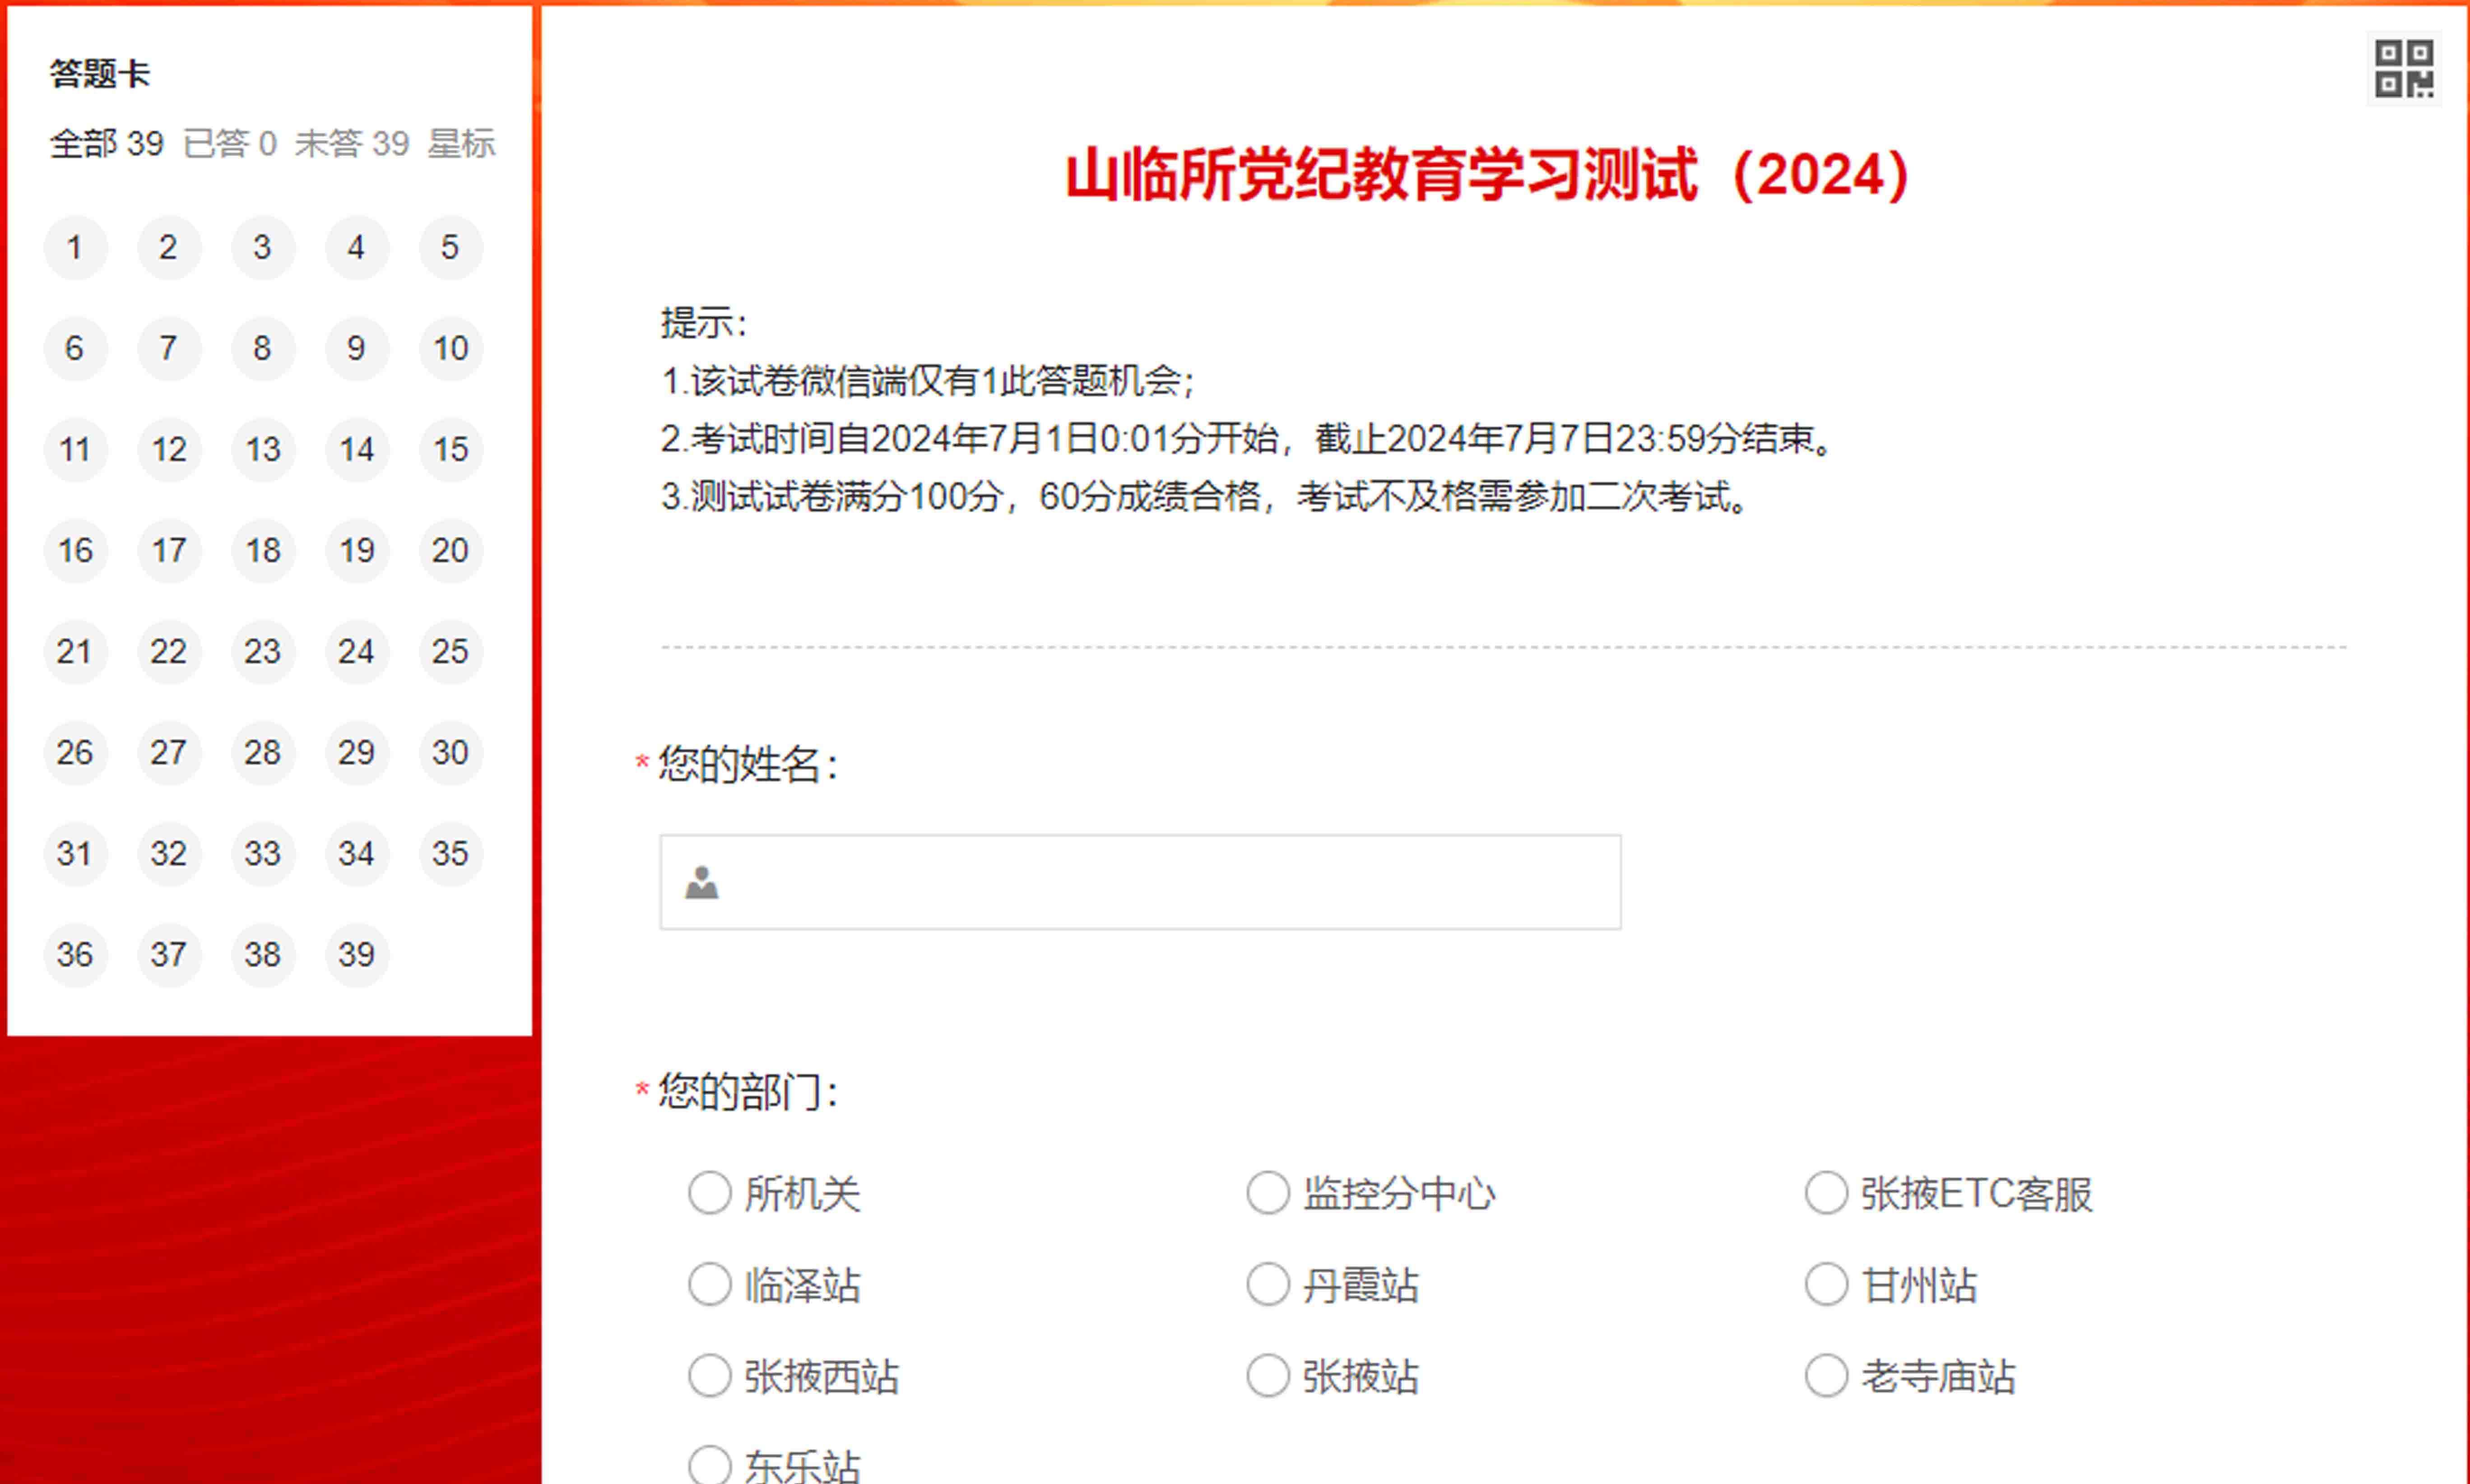 答题卡
全部 39 已答 0 未答 39 星标
1 2 3 4 5
6 7 8 9 10
11 12 13 14 15
16 17 18 19 20
21 22 23 24 25
26 27 28 29 30
31 32 33 34 35
36 37 38 39
山临所党纪教育学习测试（2024）
提示：
1.该试卷微信端仅有1此答题机会；
2.考试时间自2024年7月1日0:01分开始，截止2024年7月7日23:59分结束。
3.测试试卷满分100分，60分成绩合格，考试不及格需参加二次考试。
*您的姓名：
*您的部门：
所机关 监控分中心 张掖ETC客服
临泽站 丹霞站 甘州站
张掖西站 张掖站 老寺庙站
东乐站